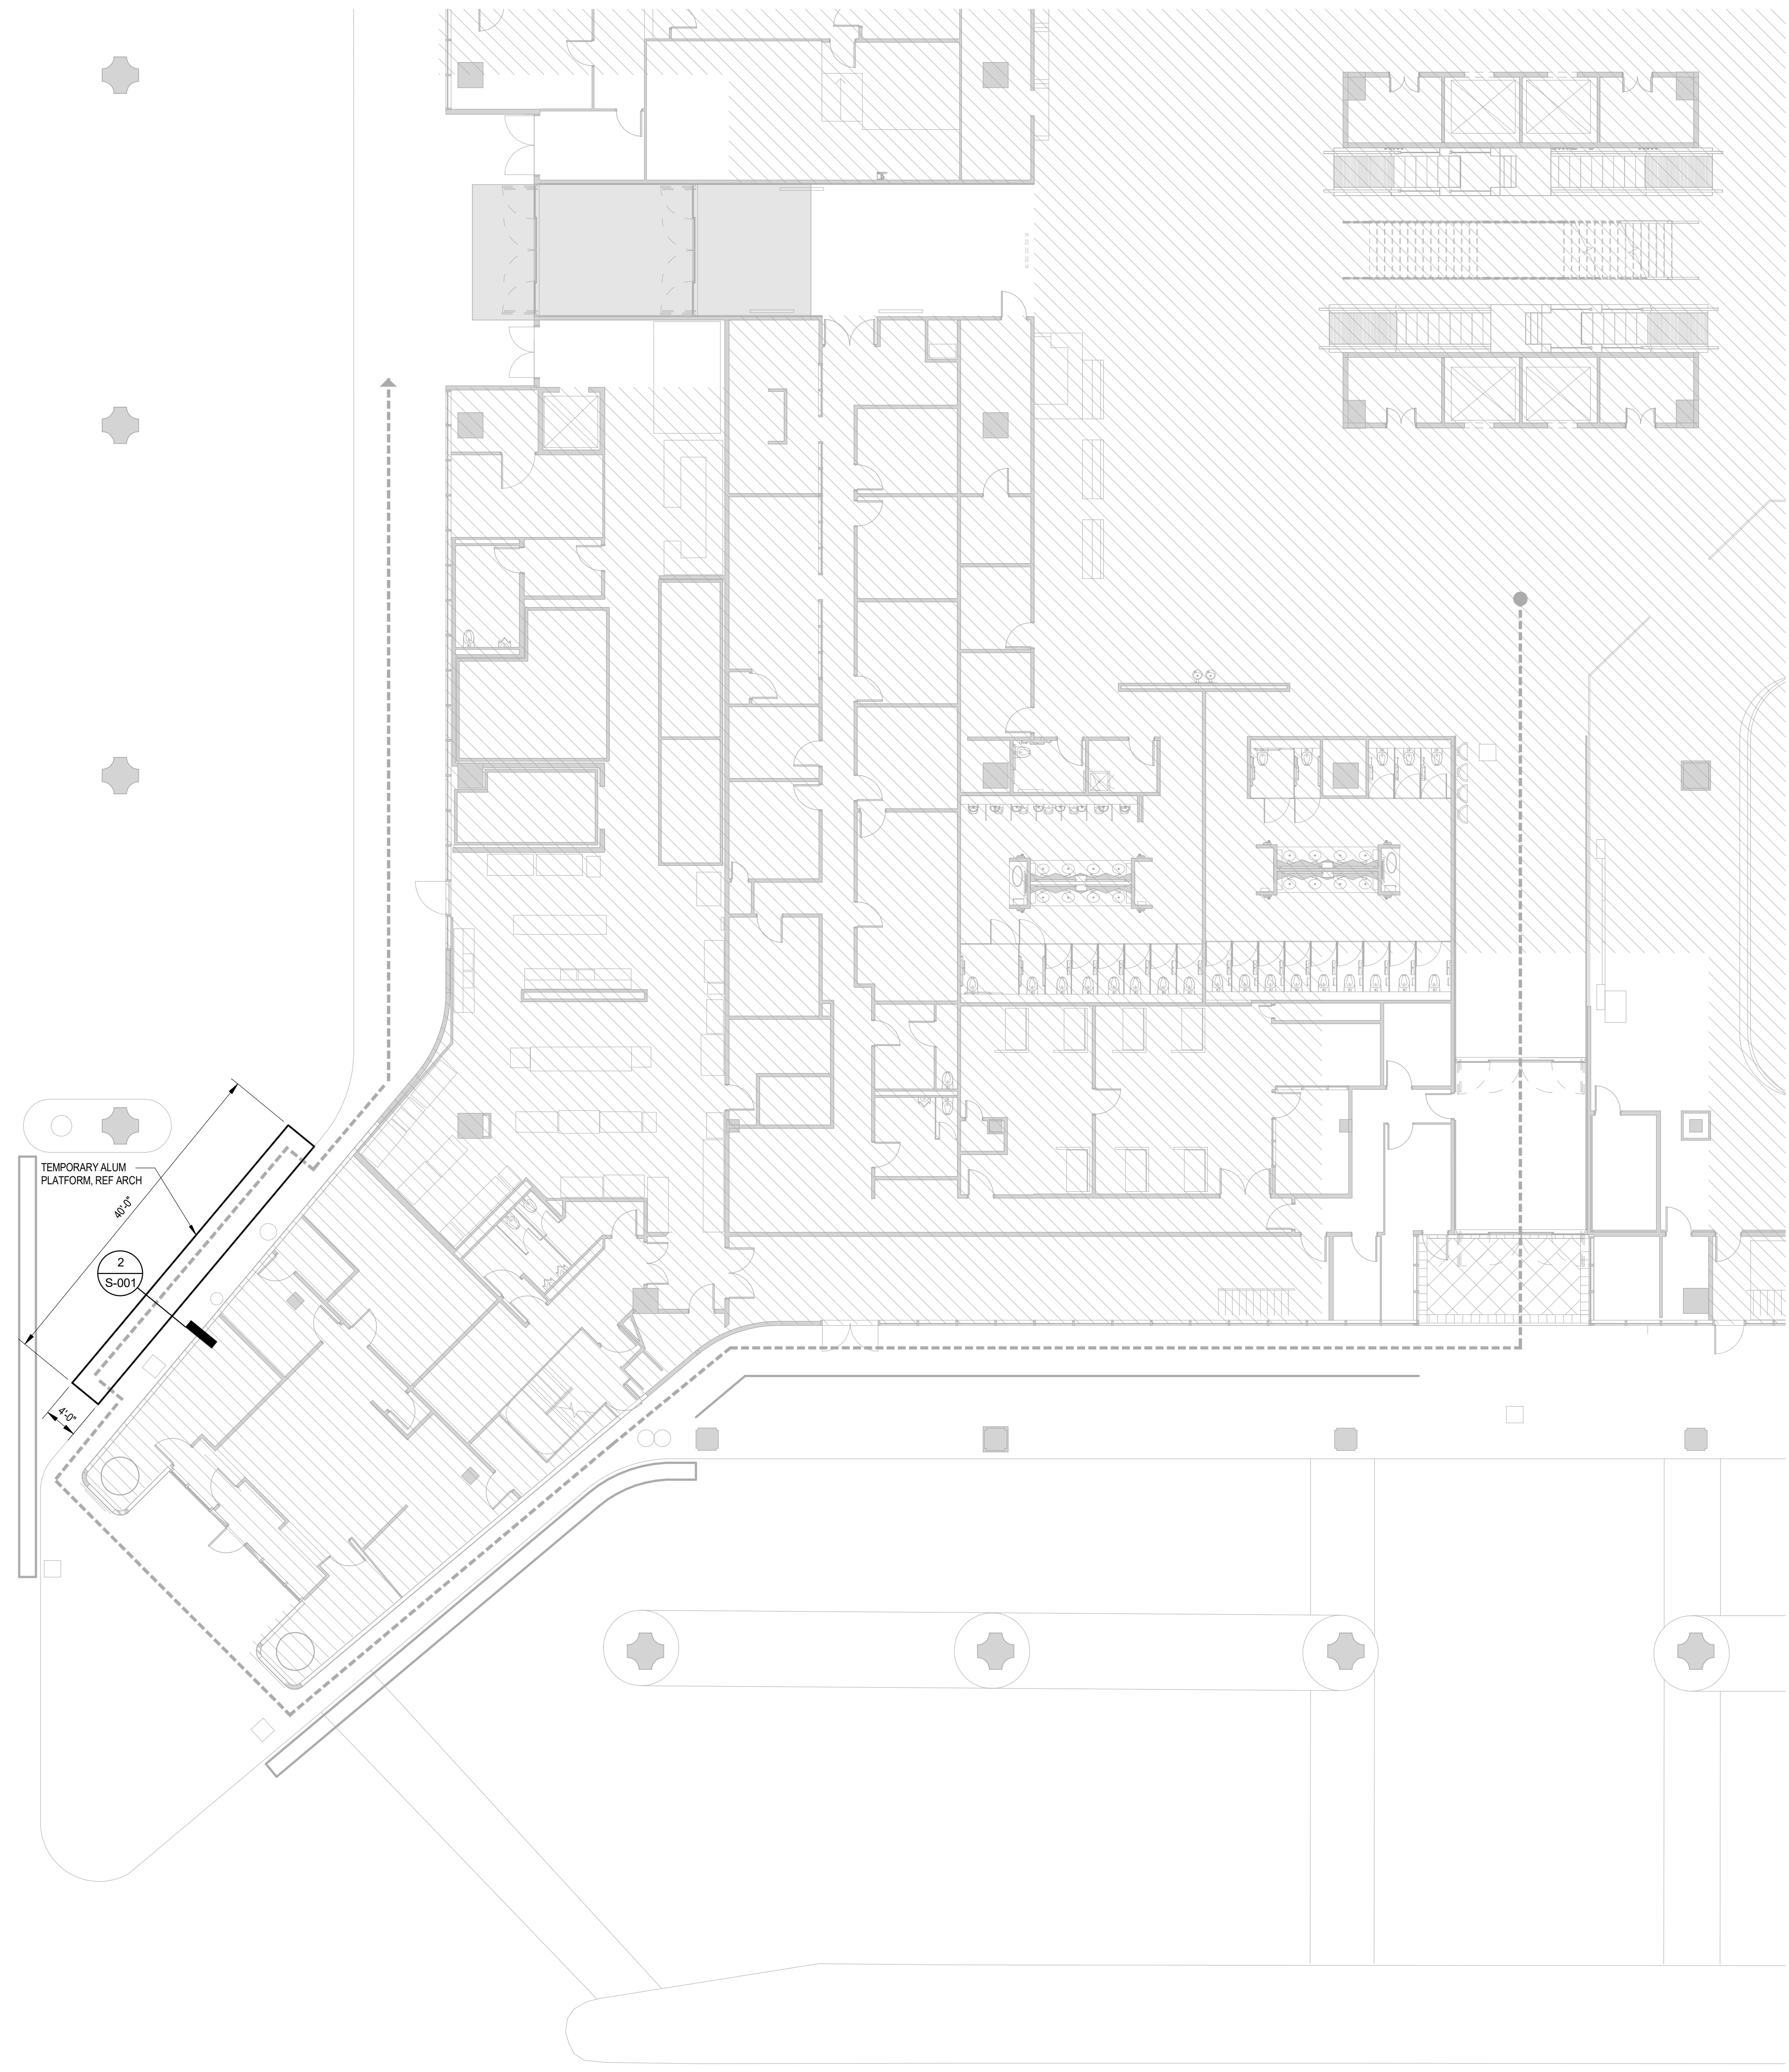 TEMPORARY ALUM
PLATFORM, REF ARCH
40'-0"
2
S-001
4'-0"